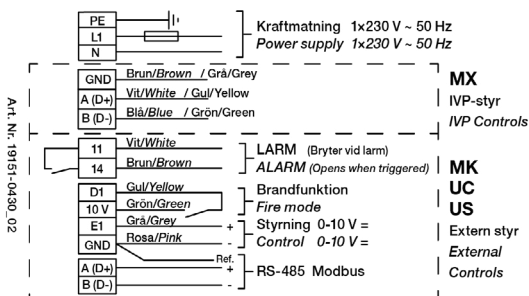 PE
L1
N
Kraftmatning 1x230 V ~ 50 Hz
Power supply 1x230 V ~ 50 Hz
GND Brun/Brown / Grå/Grey
A (D+) Vit/White / Gul/Yellow
B (D-) Blå/Blue / Grön/Green
MX
IVP-styr
IVP Controls
11 Vit/White
14 Brun/Brown
LARM (Bryter vid larm)
ALARM (Opens when triggered)
D1 Gul/Yellow
10 V Grön/Green
Brandfunktion
Fire mode
E1 Grå/Grey +
GND Rosa/Pink -
Styrning 0-10 V =
Control 0-10 V =
Ref.
A (D+) +
B (D-) -
RS-485 Modbus
MK
UC
US
Extern styr
External
Controls
Art. Nr. 19151-0430_02